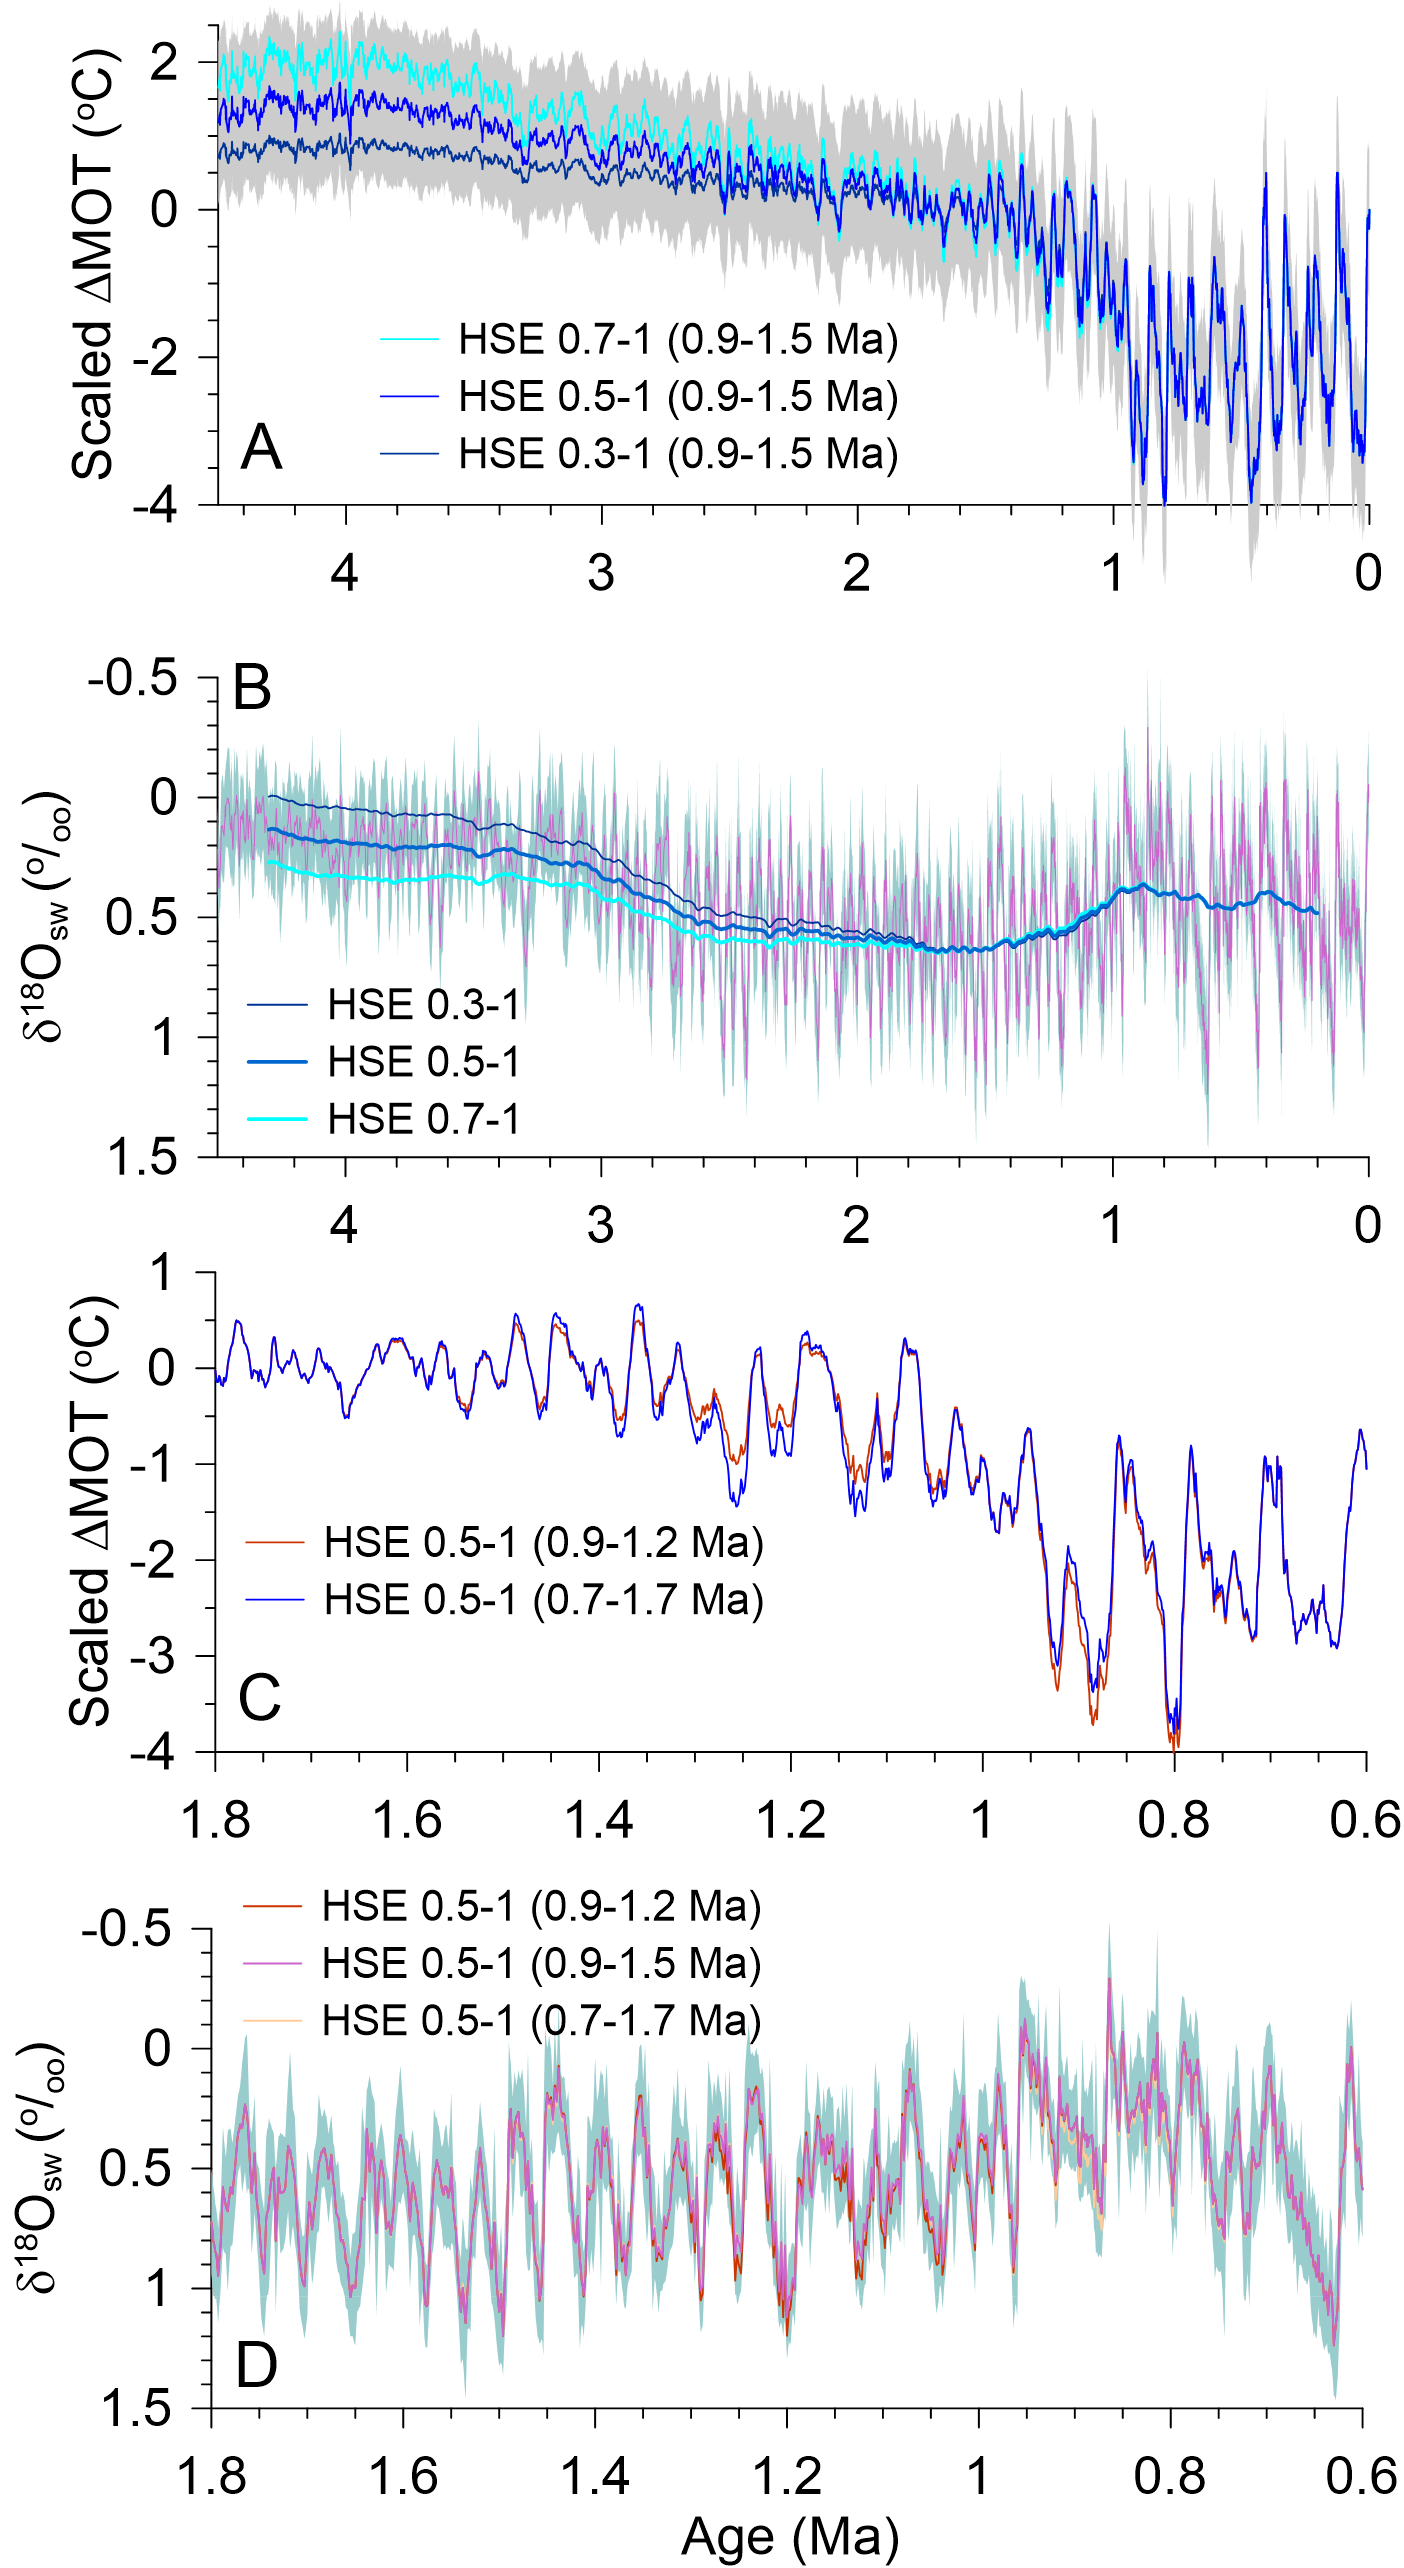 Scaled ΔMOT (°C)
2
0
-2
-4
HSE 0.7-1 (0.9-1.5 Ma)
HSE 0.5-1 (0.9-1.5 Ma)
HSE 0.3-1 (0.9-1.5 Ma)
A
4 3 2 1 0
B
δ18Osw (o/oo)
-0.5
0
0.5
1
1.5
HSE 0.3-1
HSE 0.5-1
HSE 0.7-1
4 3 2 1 0
Scaled ΔMOT (°C)
1
0
-1
-2
-3
-4
HSE 0.5-1 (0.9-1.2 Ma)
HSE 0.5-1 (0.7-1.7 Ma)
C
1.8 1.6 1.4 1.2 1 0.8 0.6
HSE 0.5-1 (0.9-1.2 Ma)
HSE 0.5-1 (0.9-1.5 Ma)
HSE 0.5-1 (0.7-1.7 Ma)
δ18Osw (o/oo)
-0.5
0
0.5
1
1.5
D
1.8 1.6 1.4 1.2 1 0.8 0.6
Age (Ma)